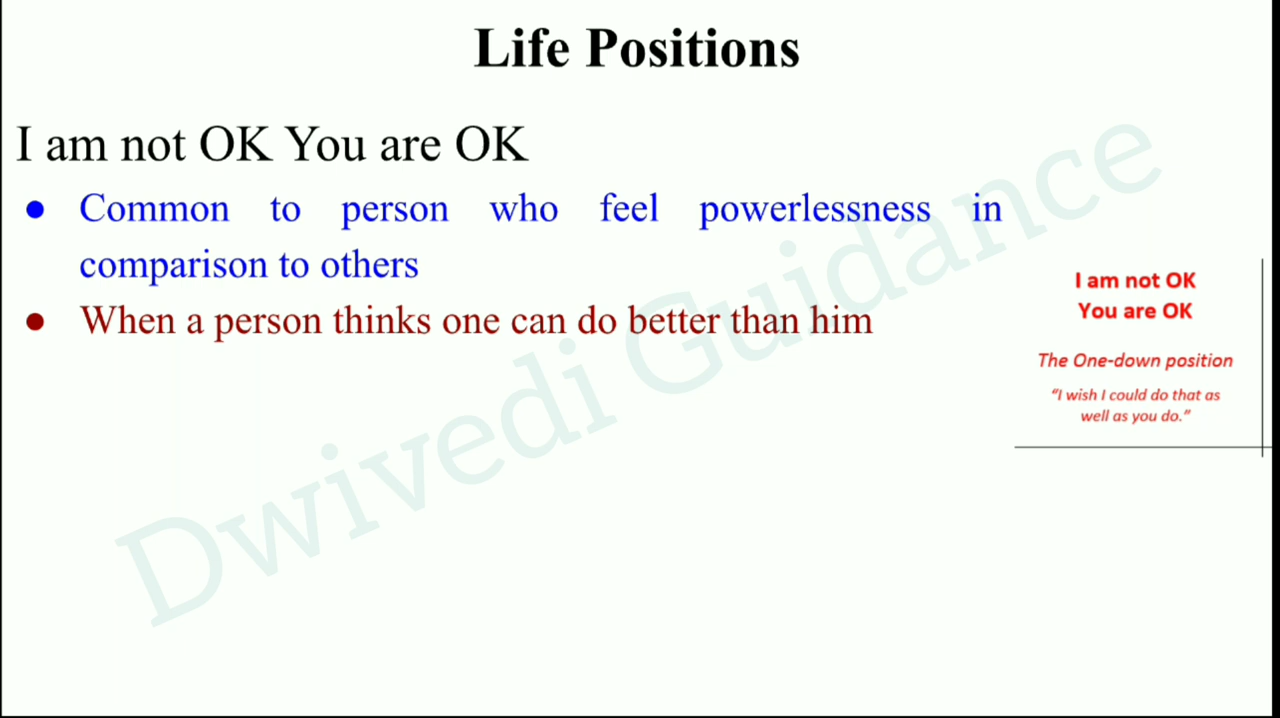 Life Positions
I am not OK You are OK
● Common to person who feel powerlessness in
comparison to others
● When a person thinks one can do better than him
I am not OK
You are OK
The One-down position
“I wish I could do that as
well as you do.”
Dwivedi Guidance